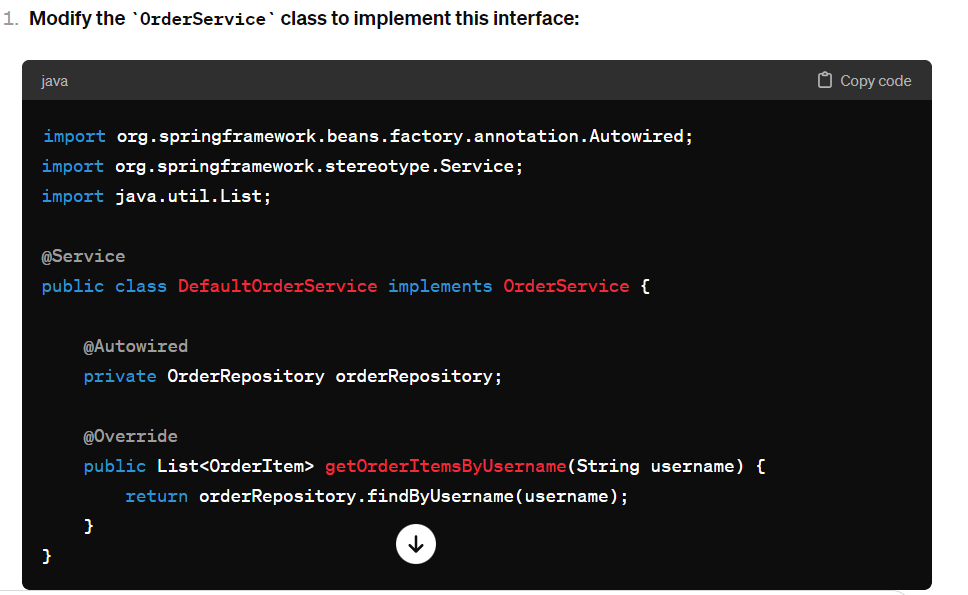 1. Modify the `OrderService` class to implement this interface:
java
Copy code
import org.springframework.beans.factory.annotation.Autowired;
import org.springframework.stereotype.Service;
import java.util.List;
@Service
public class DefaultOrderService implements OrderService {
@Autowired
private OrderRepository orderRepository;
@Override
public List<OrderItem> getOrderItemsByUsername(String username) {
return orderRepository.findByUsername(username);
}
}